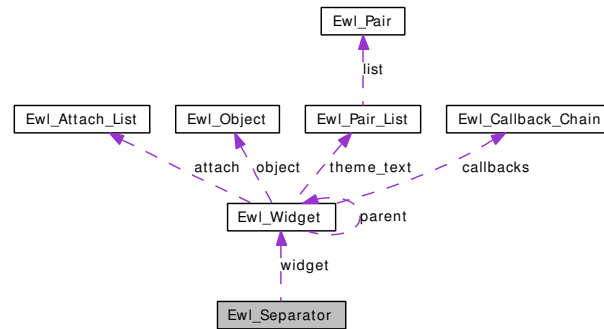 Ewl_Pair
list
Ewl_Attach_List
Ewl_Object
Ewl_Pair_List
Ewl_Callback_Chain
attach
object
theme_text
callbacks
Ewl_Widget
parent
widget
Ewl_Separator